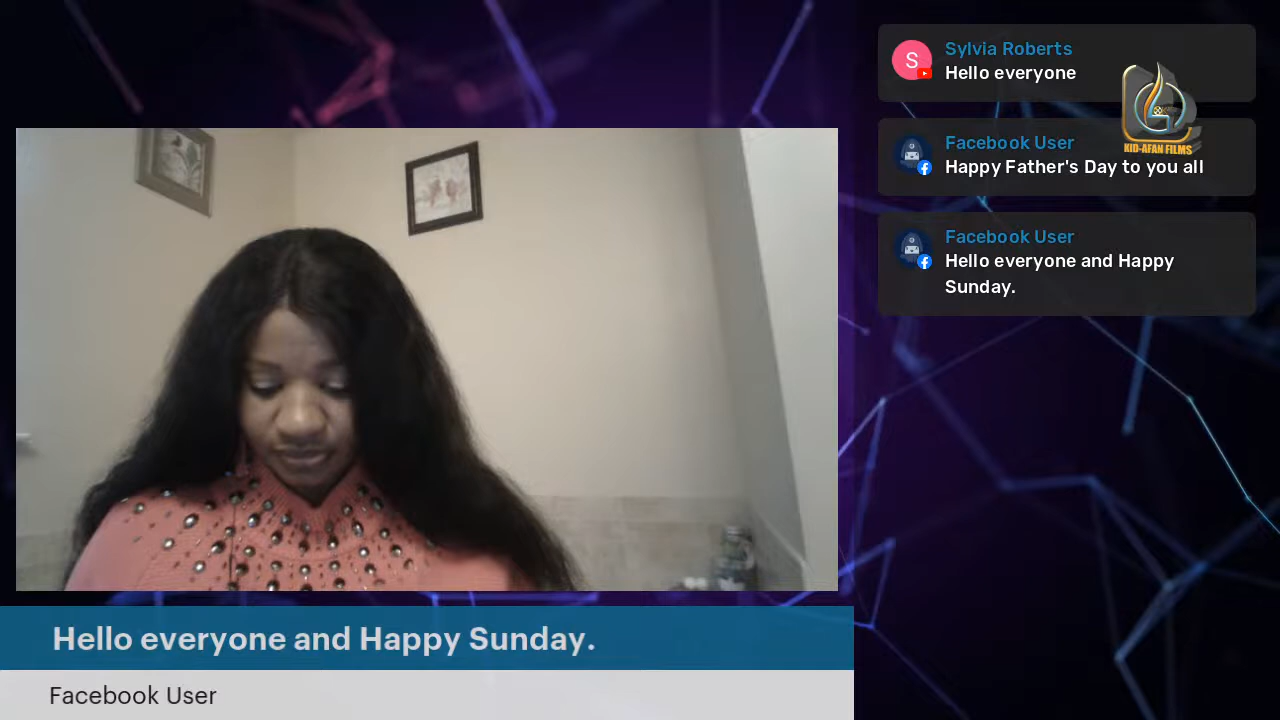 S
Sylvia Roberts
Hello everyone
KID-AFAN FILMS
Facebook User
Happy Father's Day to you all
Facebook User
Hello everyone and Happy
Sunday.
Hello everyone and Happy Sunday.
Facebook User